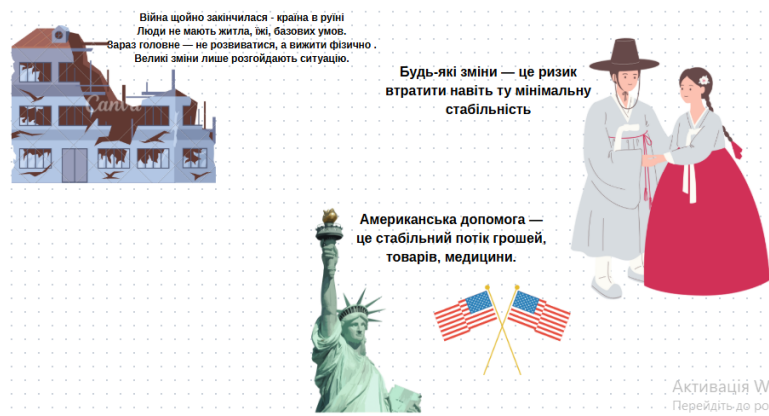 Війна щойно закінчилася - країна в руїні
Люди не мають житла, їжі, базових умов.
Зараз головне — не розвиватися, а вижити фізично .
Великі зміни лише розгойдають ситуацію.
Canva
Будь-які зміни — це ризик
втратити навіть ту мінімальну
стабільність
Американська допомога —
це стабільний потік грошей,
товарів, медицини.
Активація W
Перейдіть до ро